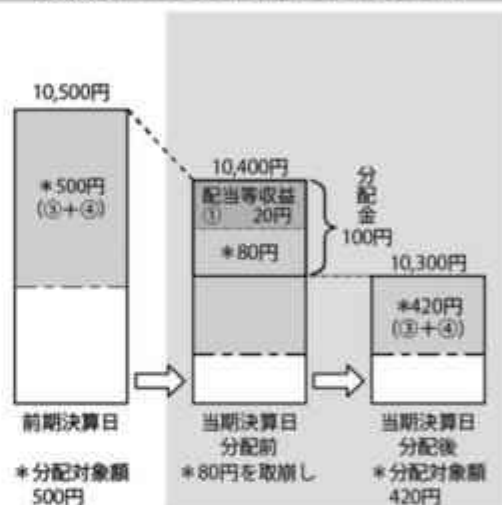 10,500円
*500円
(③+④)
前期決算日
*分配対象額
500円
10,400円
配当等収益
① 20円
*80円
分配金
100円
当期決算日
分配前
*80円を取崩し
10,300円
*420円
(③+④)
当期決算日
分配後
*分配対象額
420円